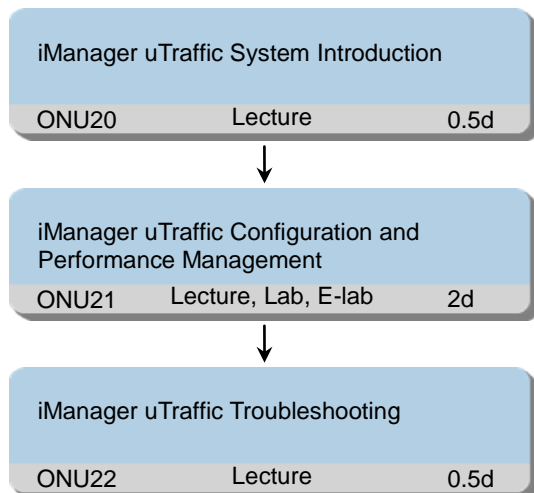 iManager uTraffic System Introduction
ONU20 Lecture 0.5d
iManager uTraffic Configuration and
Performance Management
ONU21 Lecture, Lab, E-lab 2d
iManager uTraffic Troubleshooting
ONU22 Lecture 0.5d